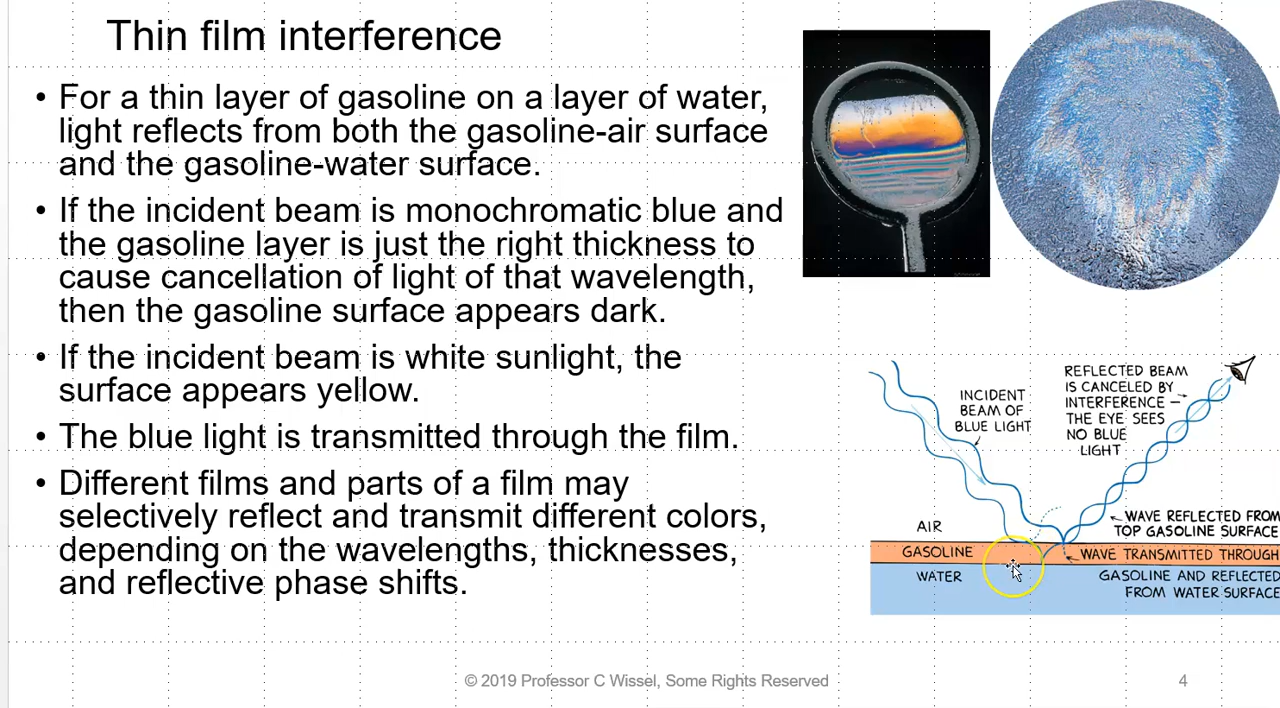 Thin film interference
• For a thin layer of gasoline on a layer of water,
light reflects from both the gasoline-air surface
and the gasoline-water surface.
• If the incident beam is monochromatic blue and
the gasoline layer is just the right thickness to
cause cancellation of light of that wavelength,
then the gasoline surface appears dark.
• If the incident beam is white sunlight, the
surface appears yellow.
• The blue light is transmitted through the film.
• Different films and parts of a film may
selectively reflect and transmit different colors,
depending on the wavelengths, thicknesses,
and reflective phase shifts.
INCIDENT
BEAM OF
BLUE LIGHT
REFLECTED BEAM
IS CANCELED BY
INTERFERENCE —
THE EYE SEES
NO BLUE
LIGHT
AIR
GASOLINE
WATER
WAVE REFLECTED FROM
TOP GASOLINE SURFACE
WAVE TRANSMITTED THROUGH
GASOLINE AND REFLECTED
FROM WATER SURFACE
© 2019 Professor C Wissel, Some Rights Reserved
4